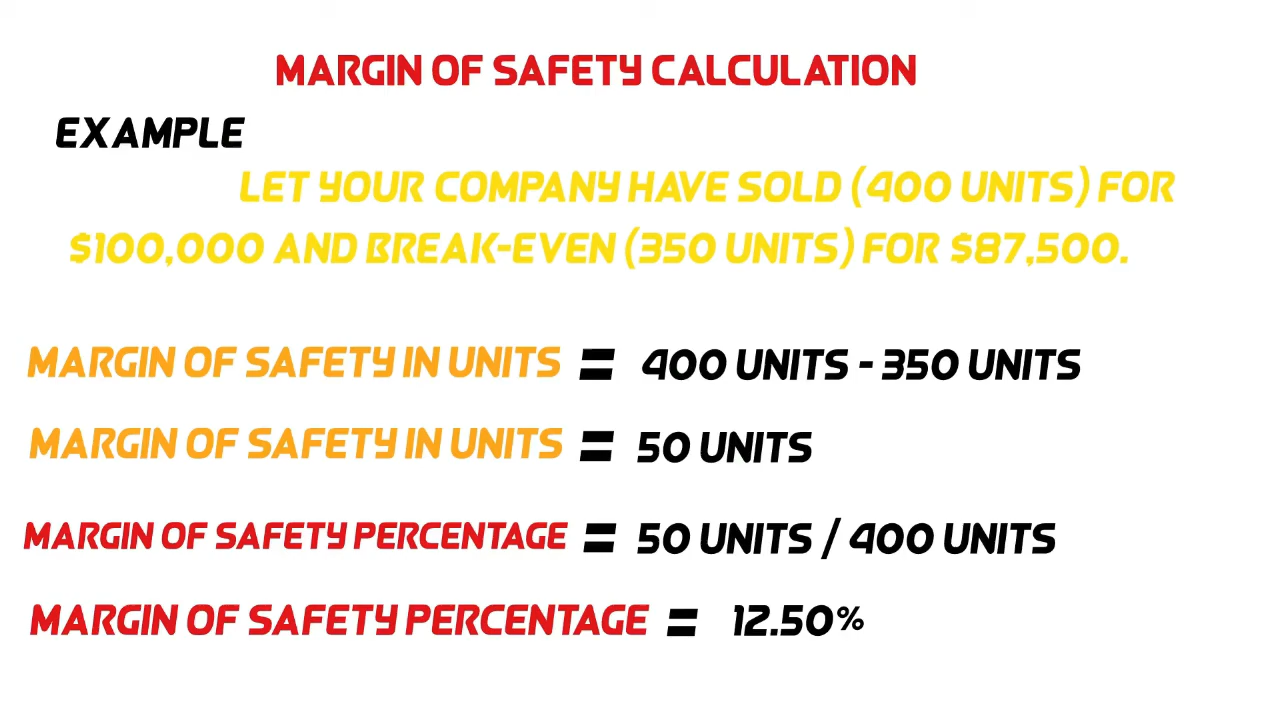 MARGIN OF SAFETY CALCULATION
EXAMPLE
LET YOUR COMPANY HAVE SOLD (400 UNITS) FOR
$100,000 AND BREAK-EVEN (350 UNITS) FOR $87,500.
MARGIN OF SAFETY IN UNITS = 400 UNITS - 350 UNITS
MARGIN OF SAFETY IN UNITS = 50 UNITS
MARGIN OF SAFETY PERCENTAGE = 50 UNITS / 400 UNITS
MARGIN OF SAFETY PERCENTAGE = 12.50%